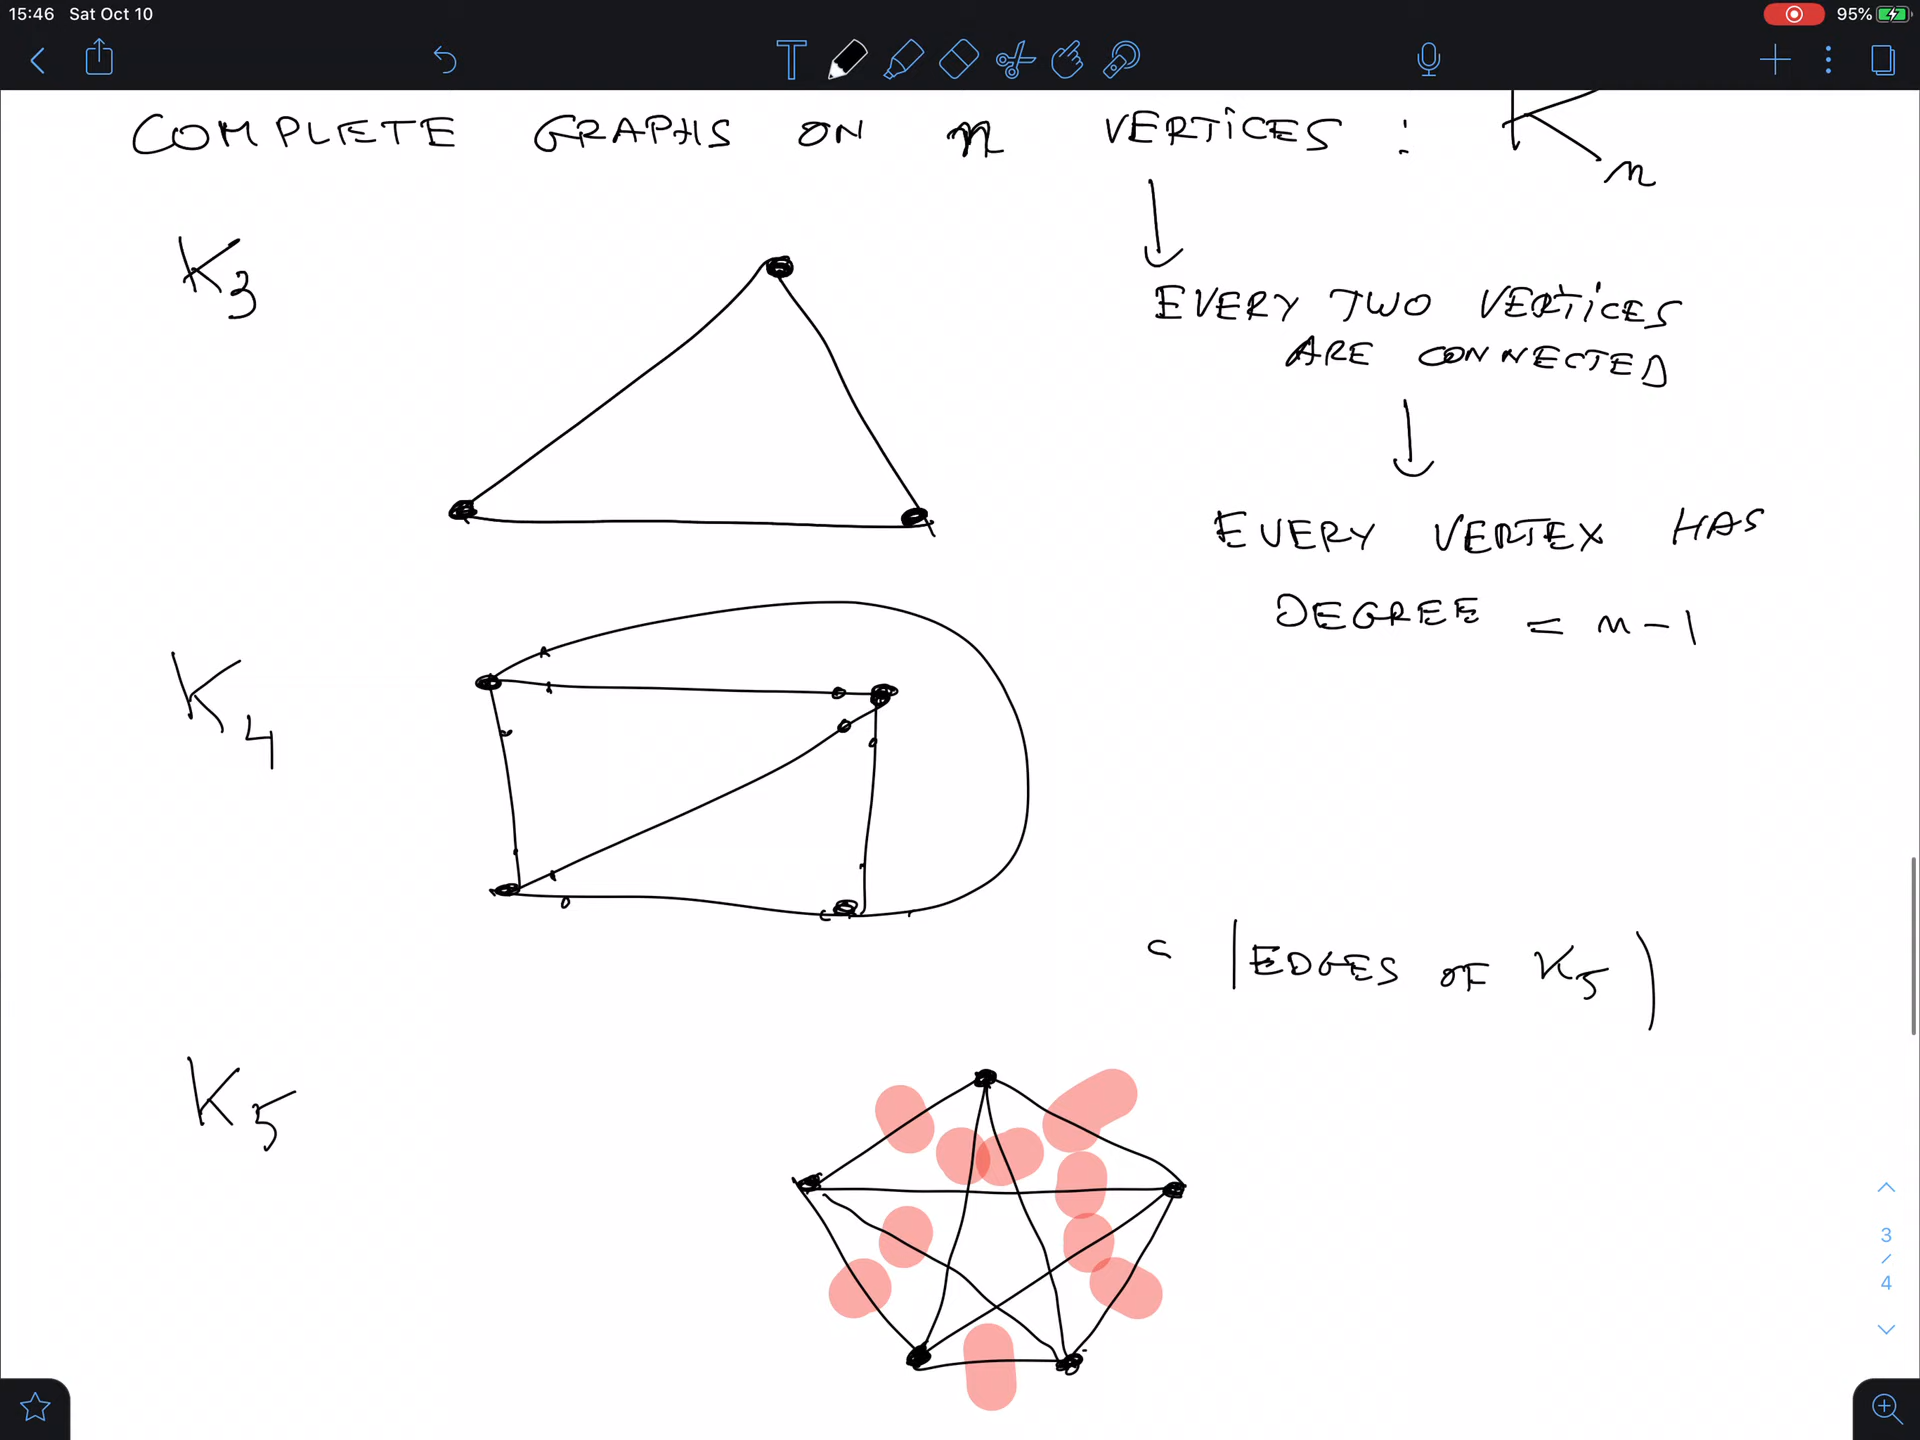 15:46 Sat Oct 10
95%
COMPLETE GRAPHS ON n VERTICES : K n
K3
EVERY TWO VERTICES
ARE CONNECTED
EVERY VERTEX HAS
DEGREE = n-1
K4
|EDGES OF K5)
K5
3
/
4